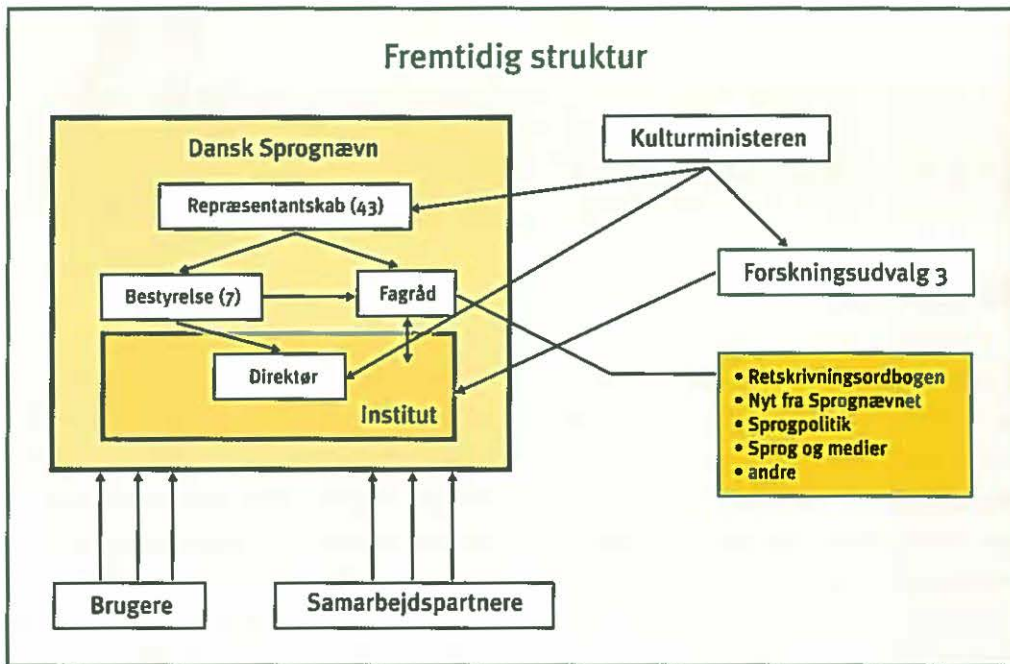 Fremtidig struktur
Dansk Sprognævn
Kulturministeren
Repræsentantskab (43)
Bestyrelse (7)
Fagråd
Forskningsudvalg 3
Direktør
Institut
• Retskrivningsordbogen
• Nyt fra Sprognævnet
• Sprogpolitik
• Sprog og medier
• andre
Brugere
Samarbejdspartnere